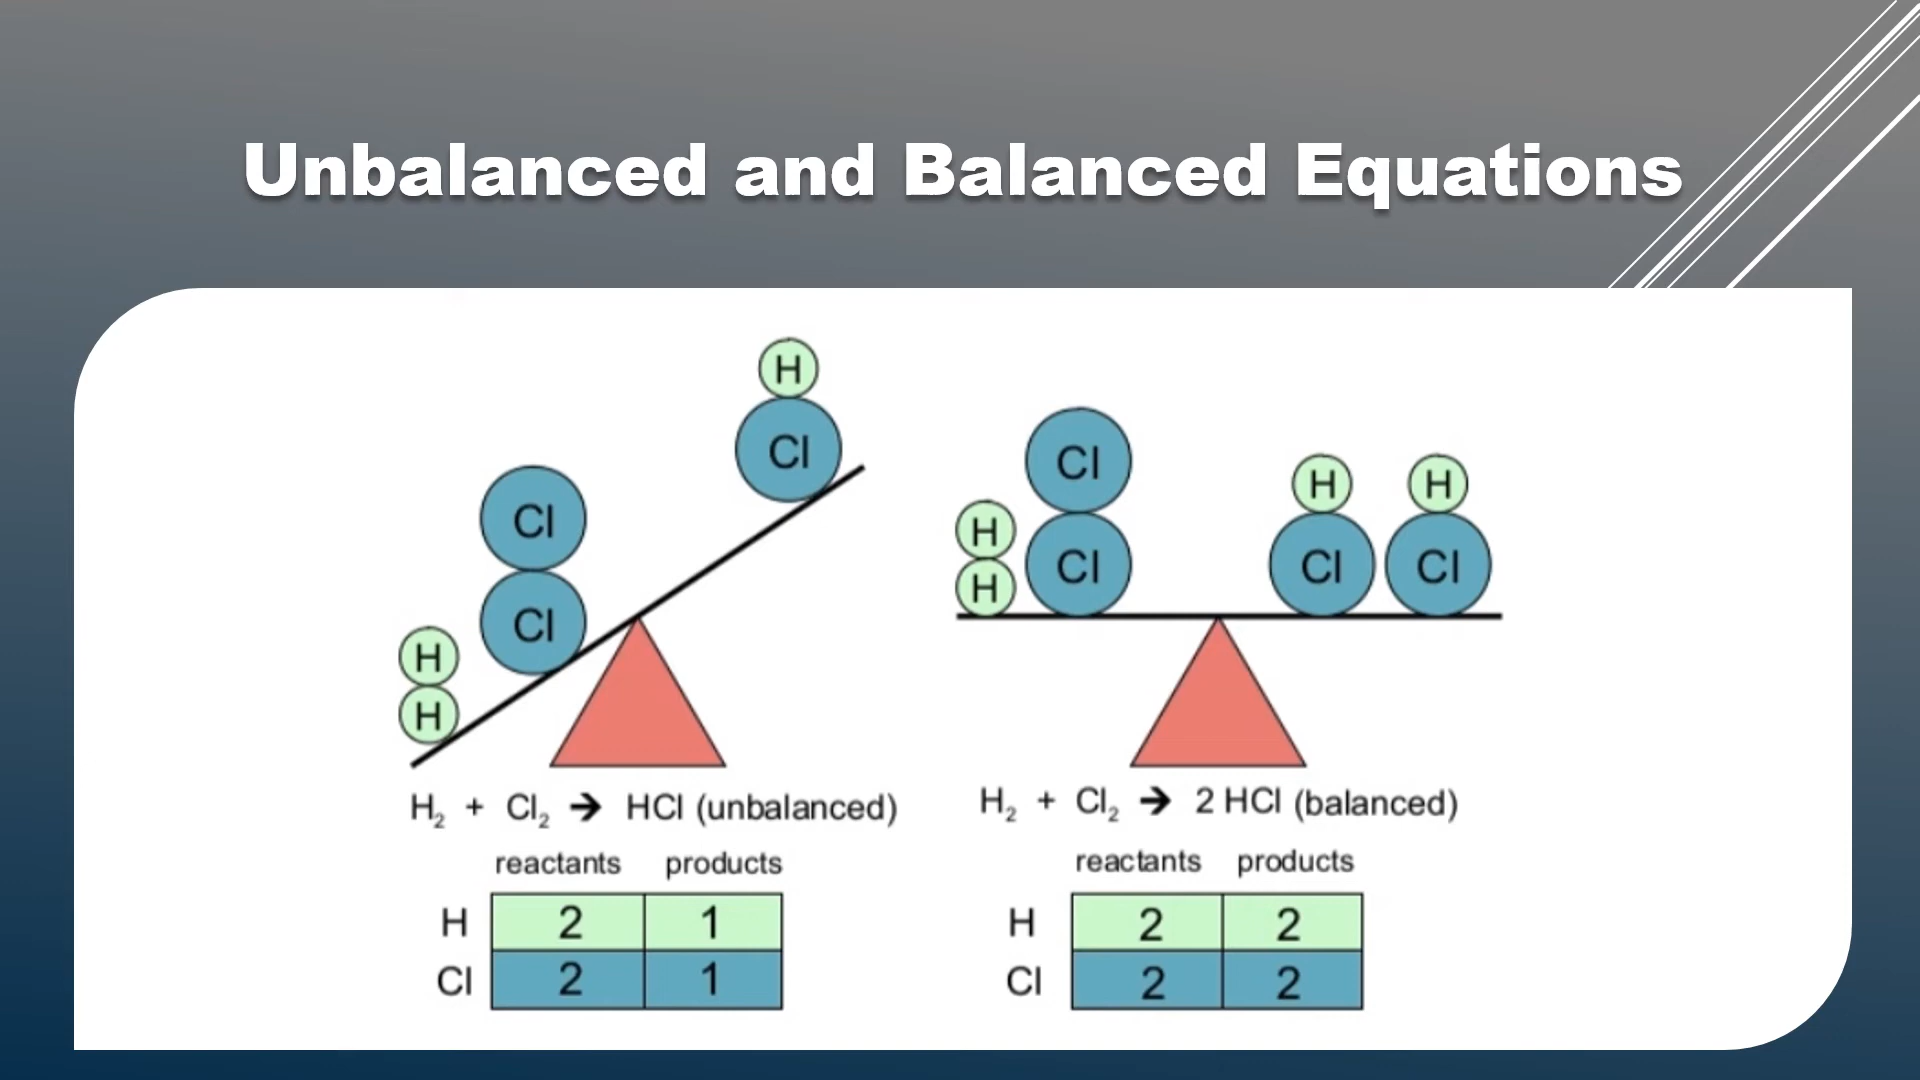 Unbalanced and Balanced Equations
H
Cl
Cl
Cl
H
H
H
H
Cl
Cl
H
H
Cl
Cl
H₂ + Cl₂ → HCl (unbalanced)
reactants products
H 2 1
Cl 2 1
H₂ + Cl₂ → 2 HCl (balanced)
reactants products
H 2 2
Cl 2 2